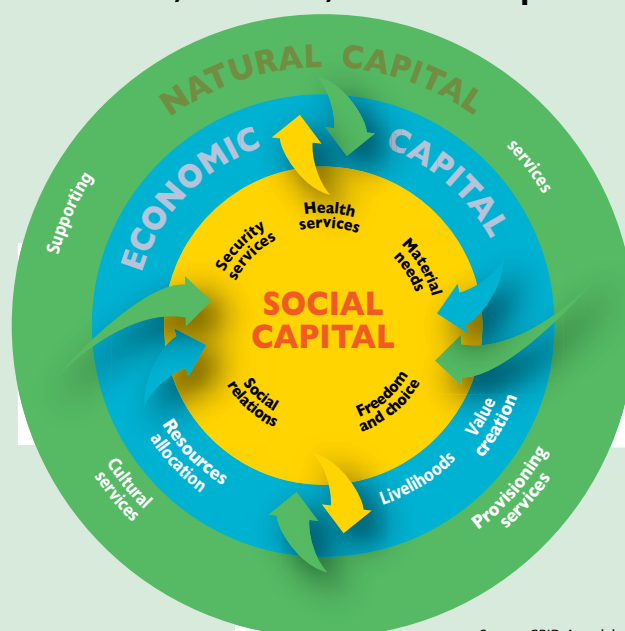 NATURAL CAPITAL
ECONOMIC CAPITAL
Supporting
services
Security
services
Health
services
Material
needs
SOCIAL
CAPITAL
Social
relations
Freedom
and choice
Resources
allocation
Livelihoods
Value
creation
Cultural
services
Provisioning
services